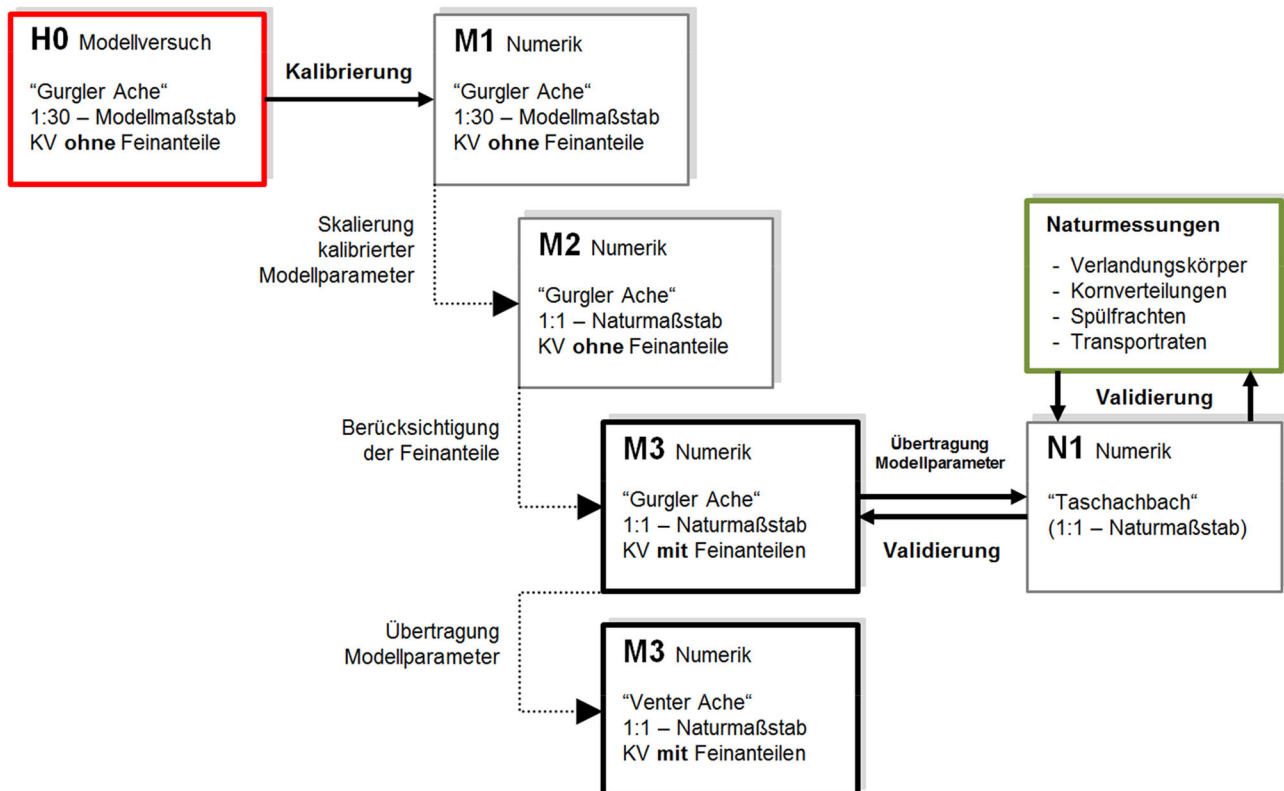 H0 Modellversuch
“Gurgler Ache“
1:30 – Modellmaßstab
KV ohne Feinanteile
Kalibrierung
M1 Numerik
“Gurgler Ache“
1:30 – Modellmaßstab
KV ohne Feinanteile
Skalierung
kalibrierter
Modellparameter
M2 Numerik
“Gurgler Ache“
1:1 – Naturmaßstab
KV ohne Feinanteile
Naturmessungen
- Verlandungskörper
- Kornverteilungen
- Spülfrachten
- Transportraten
Validierung
Berücksichtigung
der Feinanteile
M3 Numerik
“Gurgler Ache“
1:1 – Naturmaßstab
KV mit Feinanteilen
Übertragung
Modellparameter
Validierung
N1 Numerik
“Taschachbach“
(1:1 – Naturmaßstab)
Übertragung
Modellparameter
M3 Numerik
“Venter Ache“
1:1 – Naturmaßstab
KV mit Feinanteilen